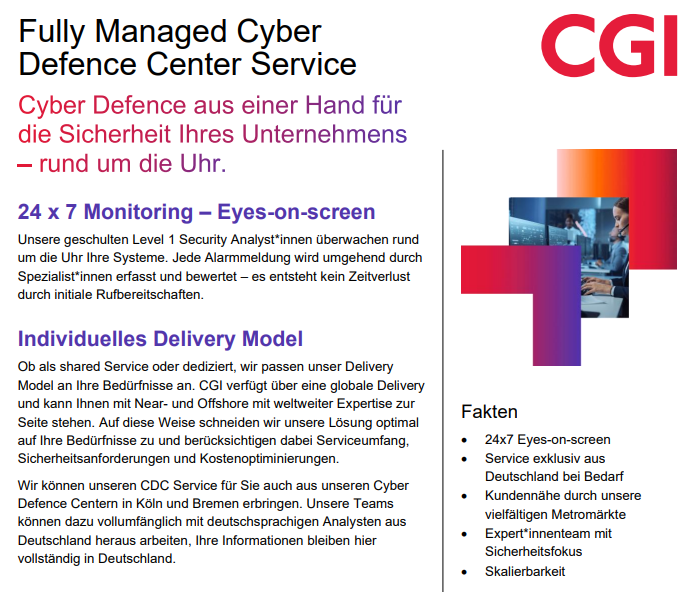 Fully Managed Cyber
Defence Center Service
CGI
Cyber Defence aus einer Hand für
die Sicherheit Ihres Unternehmens
– rund um die Uhr.
24 x 7 Monitoring – Eyes-on-screen
Unsere geschulten Level 1 Security Analyst*innen überwachen rund
um die Uhr Ihre Systeme. Jede Alarmmeldung wird umgehend durch
Spezialist*innen erfasst und bewertet – es entsteht kein Zeitverlust
durch initiale Rufbereitschaften.
Individuelles Delivery Model
Ob als shared Service oder dediziert, wir passen unser Delivery
Model an Ihre Bedürfnisse an. CGI verfügt über eine globale Delivery
und kann Ihnen mit Near- und Offshore mit weltweiter Expertise zur
Seite stehen. Auf diese Weise schneiden wir unsere Lösung optimal
auf Ihre Bedürfnisse zu und berücksichtigen dabei Serviceumfang,
Sicherheitsanforderungen und Kostenoptiminierungen.
Wir können unseren CDC Service für Sie auch aus unseren Cyber
Defence Centern in Köln und Bremen erbringen. Unsere Teams
können dazu vollumfänglich mit deutschsprachigen Analysten aus
Deutschland heraus arbeiten, Ihre Informationen bleiben hier
vollständig in Deutschland.
Fakten
• 24x7 Eyes-on-screen
• Service exklusiv aus
Deutschland bei Bedarf
• Kundennähe durch unsere
vielfältigen Metromärkte
• Expert*innenteam mit
Sicherheitsfokus
• Skalierbarkeit